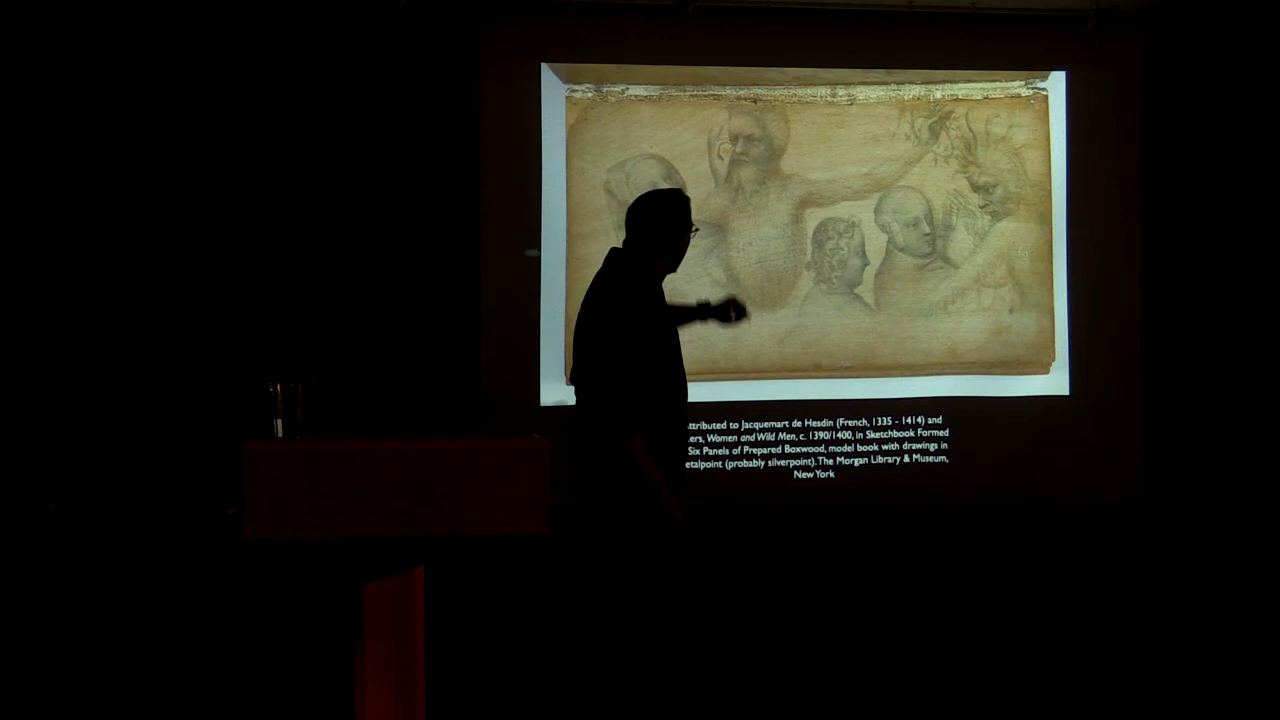 ttributed to Jacquemart de Hesdin (French, 1335 - 1414) and
ers, Women and Wild Men, c. 1390/1400, in Sketchbook Formed
Six Panels of Prepared Boxwood, model book with drawings in
etalpoint (probably silverpoint). The Morgan Library & Museum,
New York